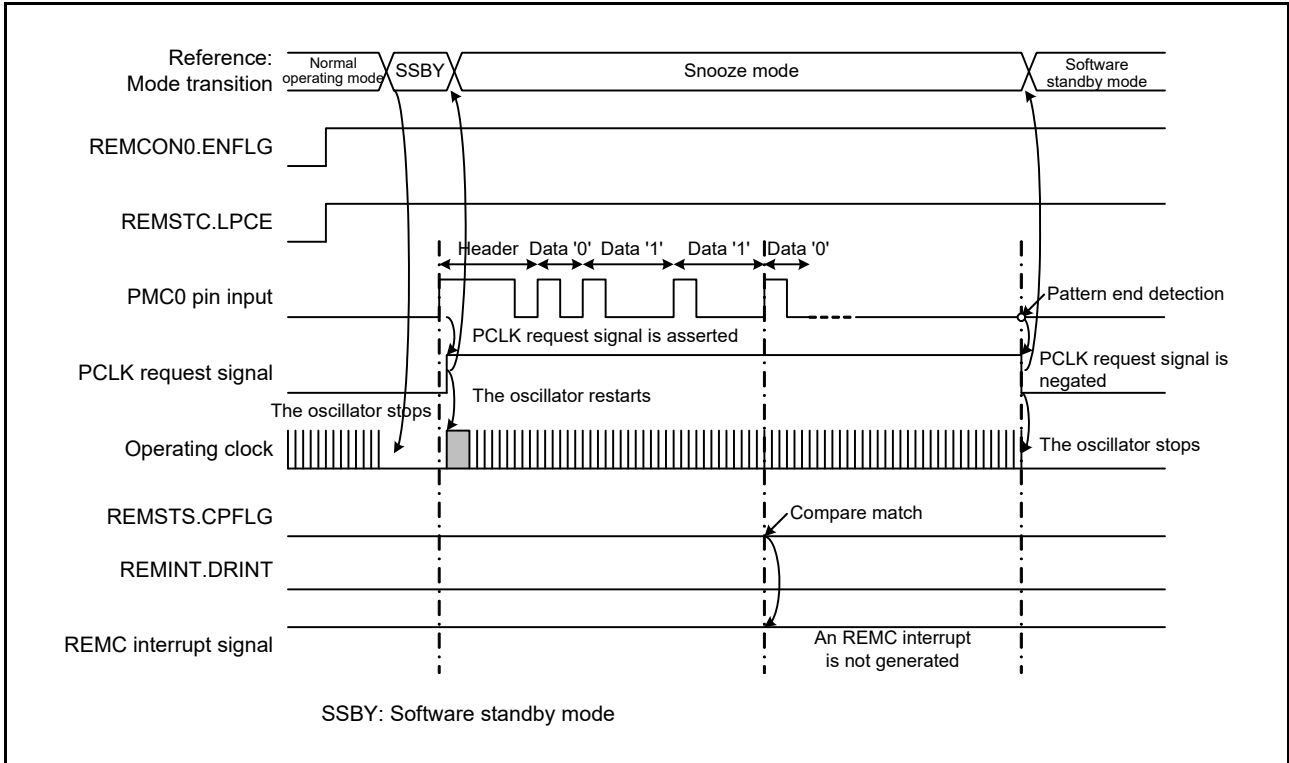 Reference:
Mode transition
Normal
operating mode
SSBY
Snooze mode
Software
standby mode
REMCON0.ENFLG
REMSTC.LPCE
Header
Data '0'
Data '1'
Data '1'
Data '0'
PMC0 pin input
Pattern end detection
PCLK request signal is asserted
PCLK request signal
PCLK request signal is
negated
The oscillator restarts
The oscillator stops
Operating clock
The oscillator stops
REMSTS.CPFLG
Compare match
REMINT.DRINT
REMC interrupt signal
An REMC interrupt
is not generated
SSBY: Software standby mode